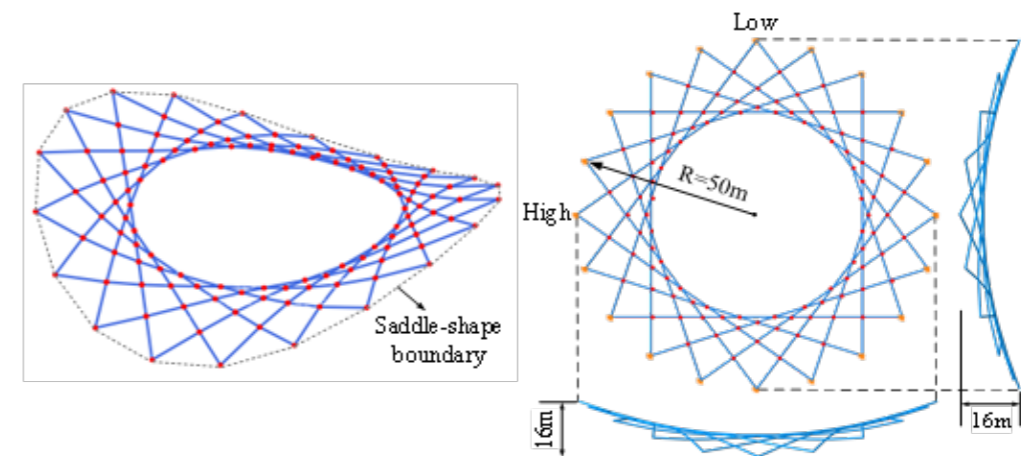 Saddle-shape
boundary
Low
High
R=50m
16m
16m